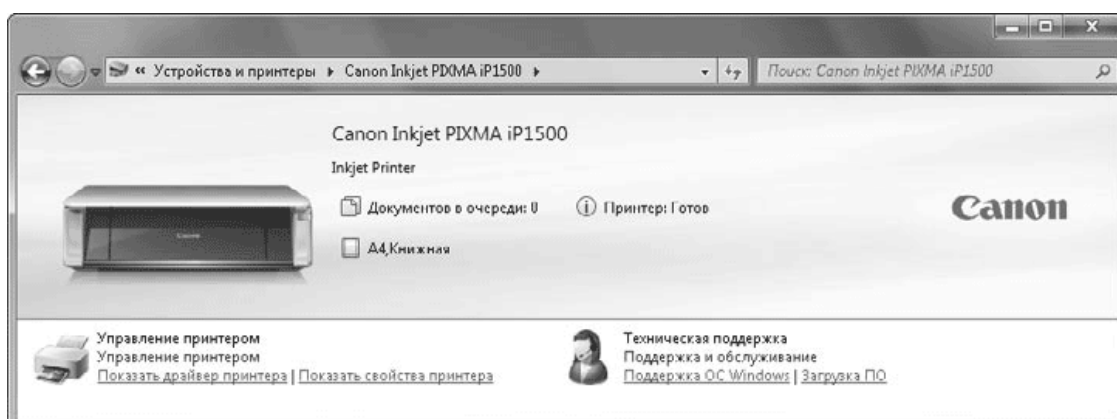 « Устройства и принтеры ▸ Canon Inkjet PIXMA iP1500 ▸
Поиск: Canon Inkjet PIXMA iP1500
Canon Inkjet PIXMA iP1500
Inkjet Printer
Документов в очереди: 0
Принтер: Готов
Canon
A4,Книжная
Canon
Управление принтером
Управление принтером
Показать драйвер принтера | Показать свойства принтера
Техническая поддержка
Поддержка и обслуживание
Поддержка ОС Windows | Загрузка ПО